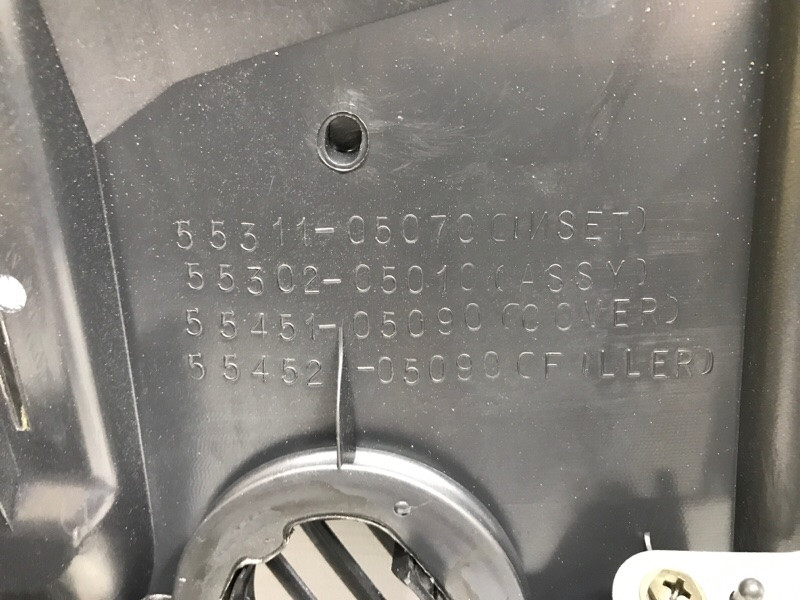 55311-05070(INSET)
55302-05010(ASSY)
55451-05090(COVER)
55452-05090(FILLER)